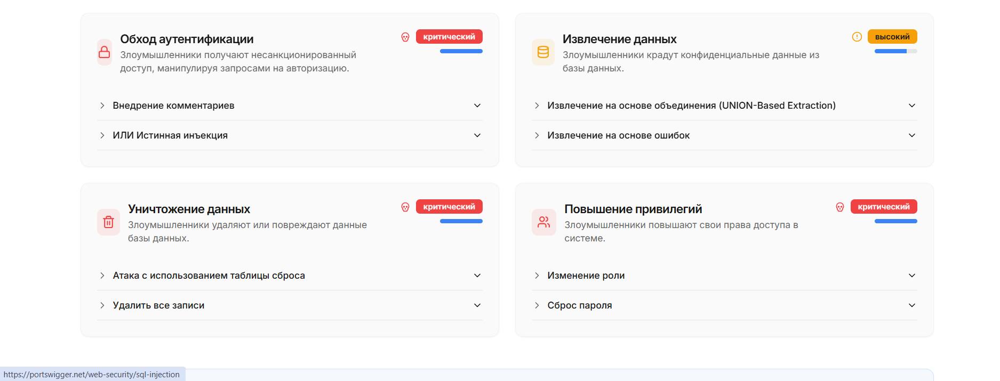 Обход аутентификации
критический
Злоумышленники получают несанкционированный
доступ, манипулируя запросами на авторизацию.
Внедрение комментариев
ИЛИ Истинная инъекция
Извлечение данных
высокий
Злоумышленники крадут конфиденциальные данные из
базы данных.
Извлечение на основе объединения (UNION-Based Extraction)
Извлечение на основе ошибок
Уничтожение данных
критический
Злоумышленники удаляют или повреждают данные
базы данных.
Атака с использованием таблицы сброса
Удалить все записи
Повышение привилегий
критический
Злоумышленники повышают свои права доступа в
системе.
Изменение роли
Сброс пароля
https://portswigger.net/web-security/sql-injection